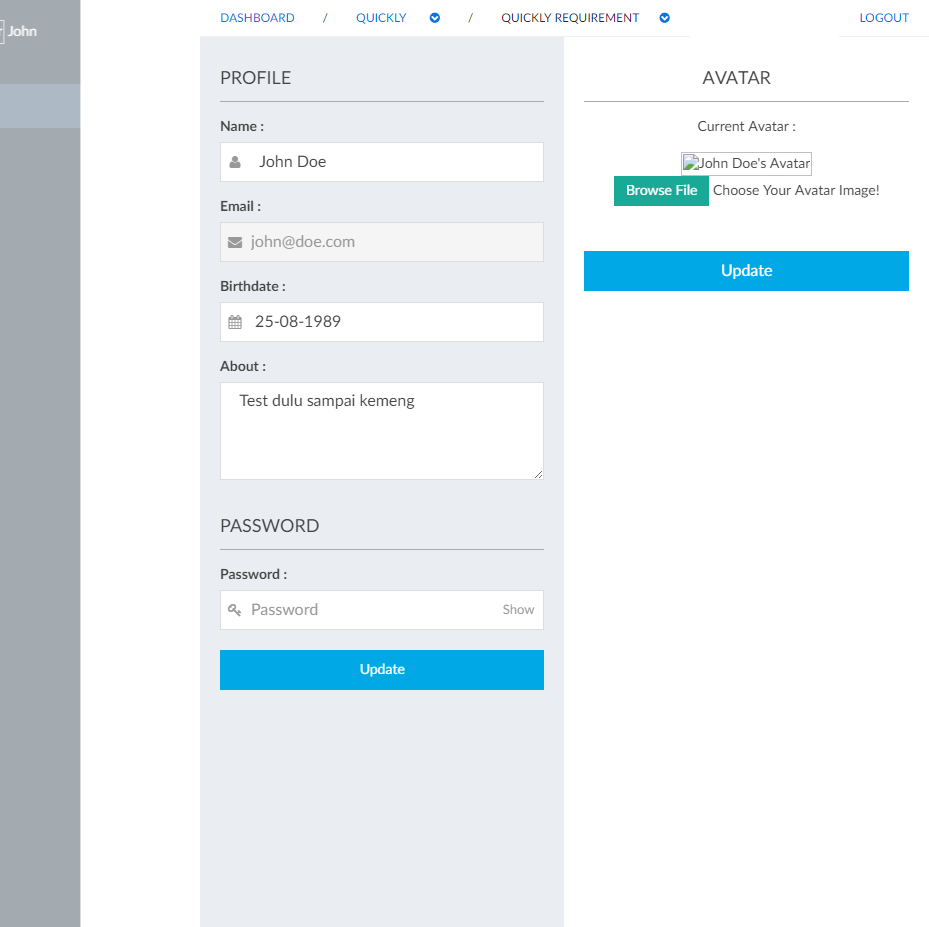 John
DASHBOARD / QUICKLY / QUICKLY REQUIREMENT LOGOUT
PROFILE
Name :
John Doe
Email :
john@doe.com
Birthdate :
25-08-1989
About :
Test dulu sampai kemeng
PASSWORD
Password :
Password Show
Update
AVATAR
Current Avatar :
John Doe's Avatar
Browse File Choose Your Avatar Image!
Update